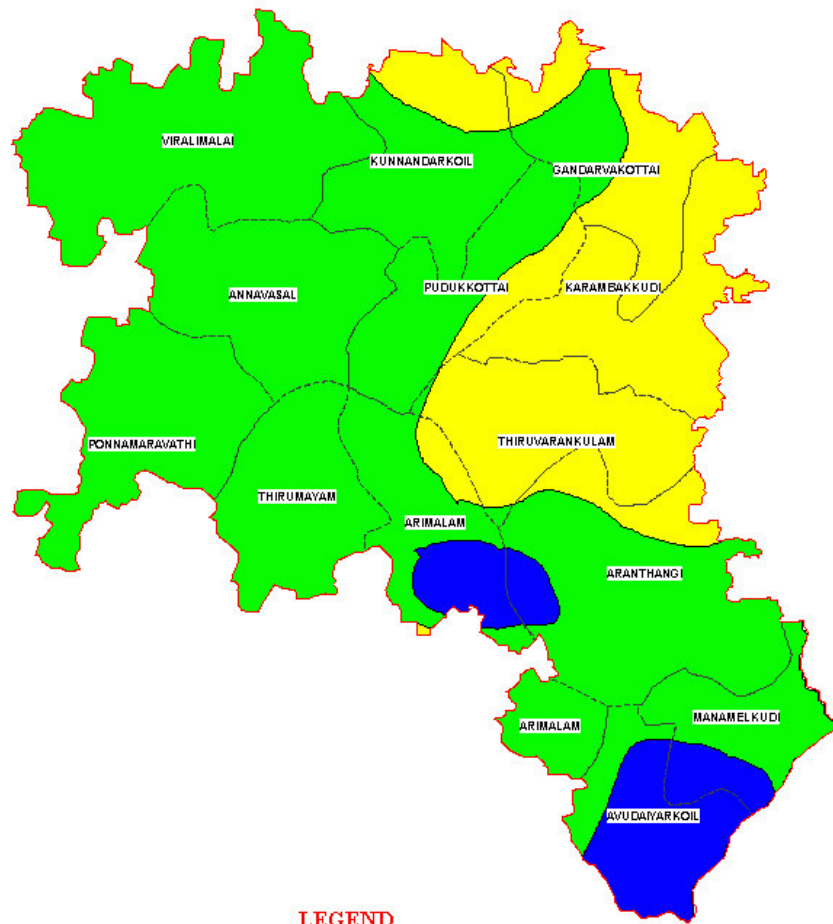 VIRALIMALAI
KUNNANDARKOIL
GANDARVAKOTTAI
ANNAVASAL
PUDUKKOTTAI
KARAMBAKKUDI
PONNAMARAVATHI
THIRUVARANKULAM
THIRUMAYAM
ARIMALAM
ARANTHANGI
ARIMALAM
MANAMELKUDI
AVUDAIYARKOIL
LEGEND